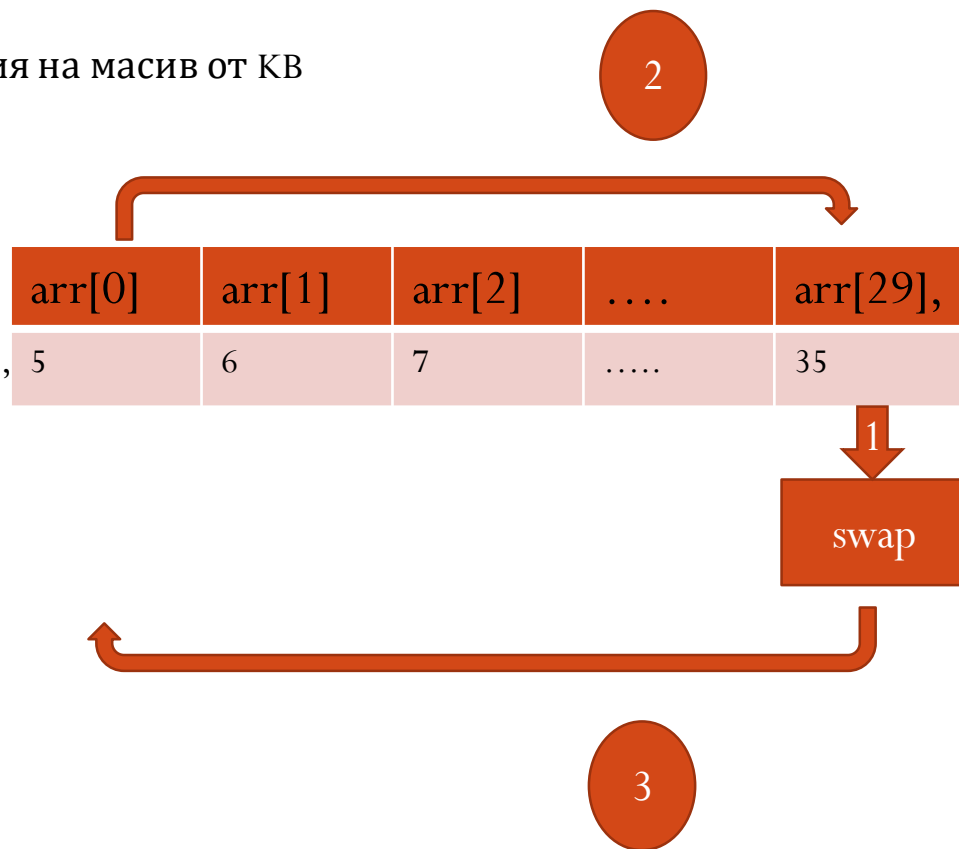 ия на масив от KB
2
arr[0] arr[1] arr[2] .... arr[29],
, 5 6 7 ..... 35
1
swap
3